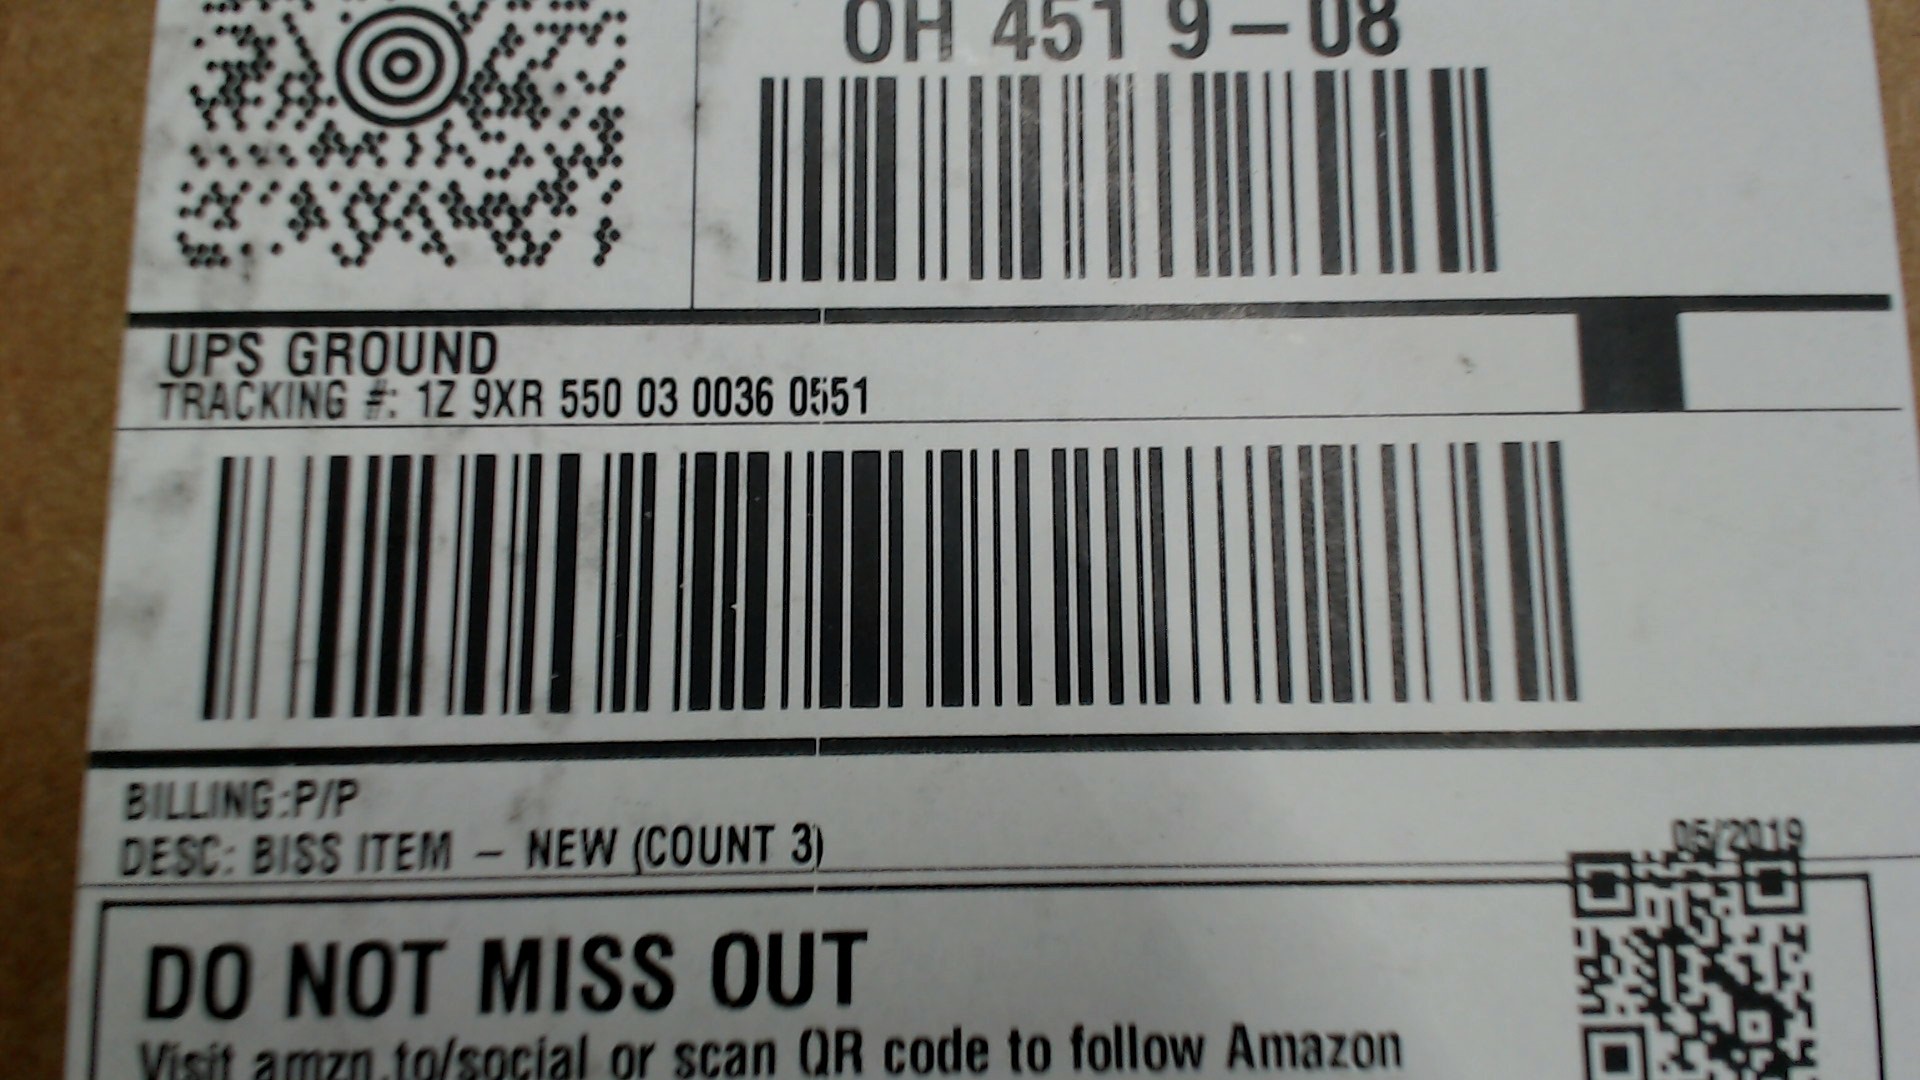 OH 451 9-08
UPS GROUND
TRACKING #: 1Z 9XR 550 03 0036 0551
BILLING:P/P
DESC: BISS ITEM - NEW (COUNT 3)
05/2019
DO NOT MISS OUT
Visit amzn.to/social or scan QR code to follow Amazon